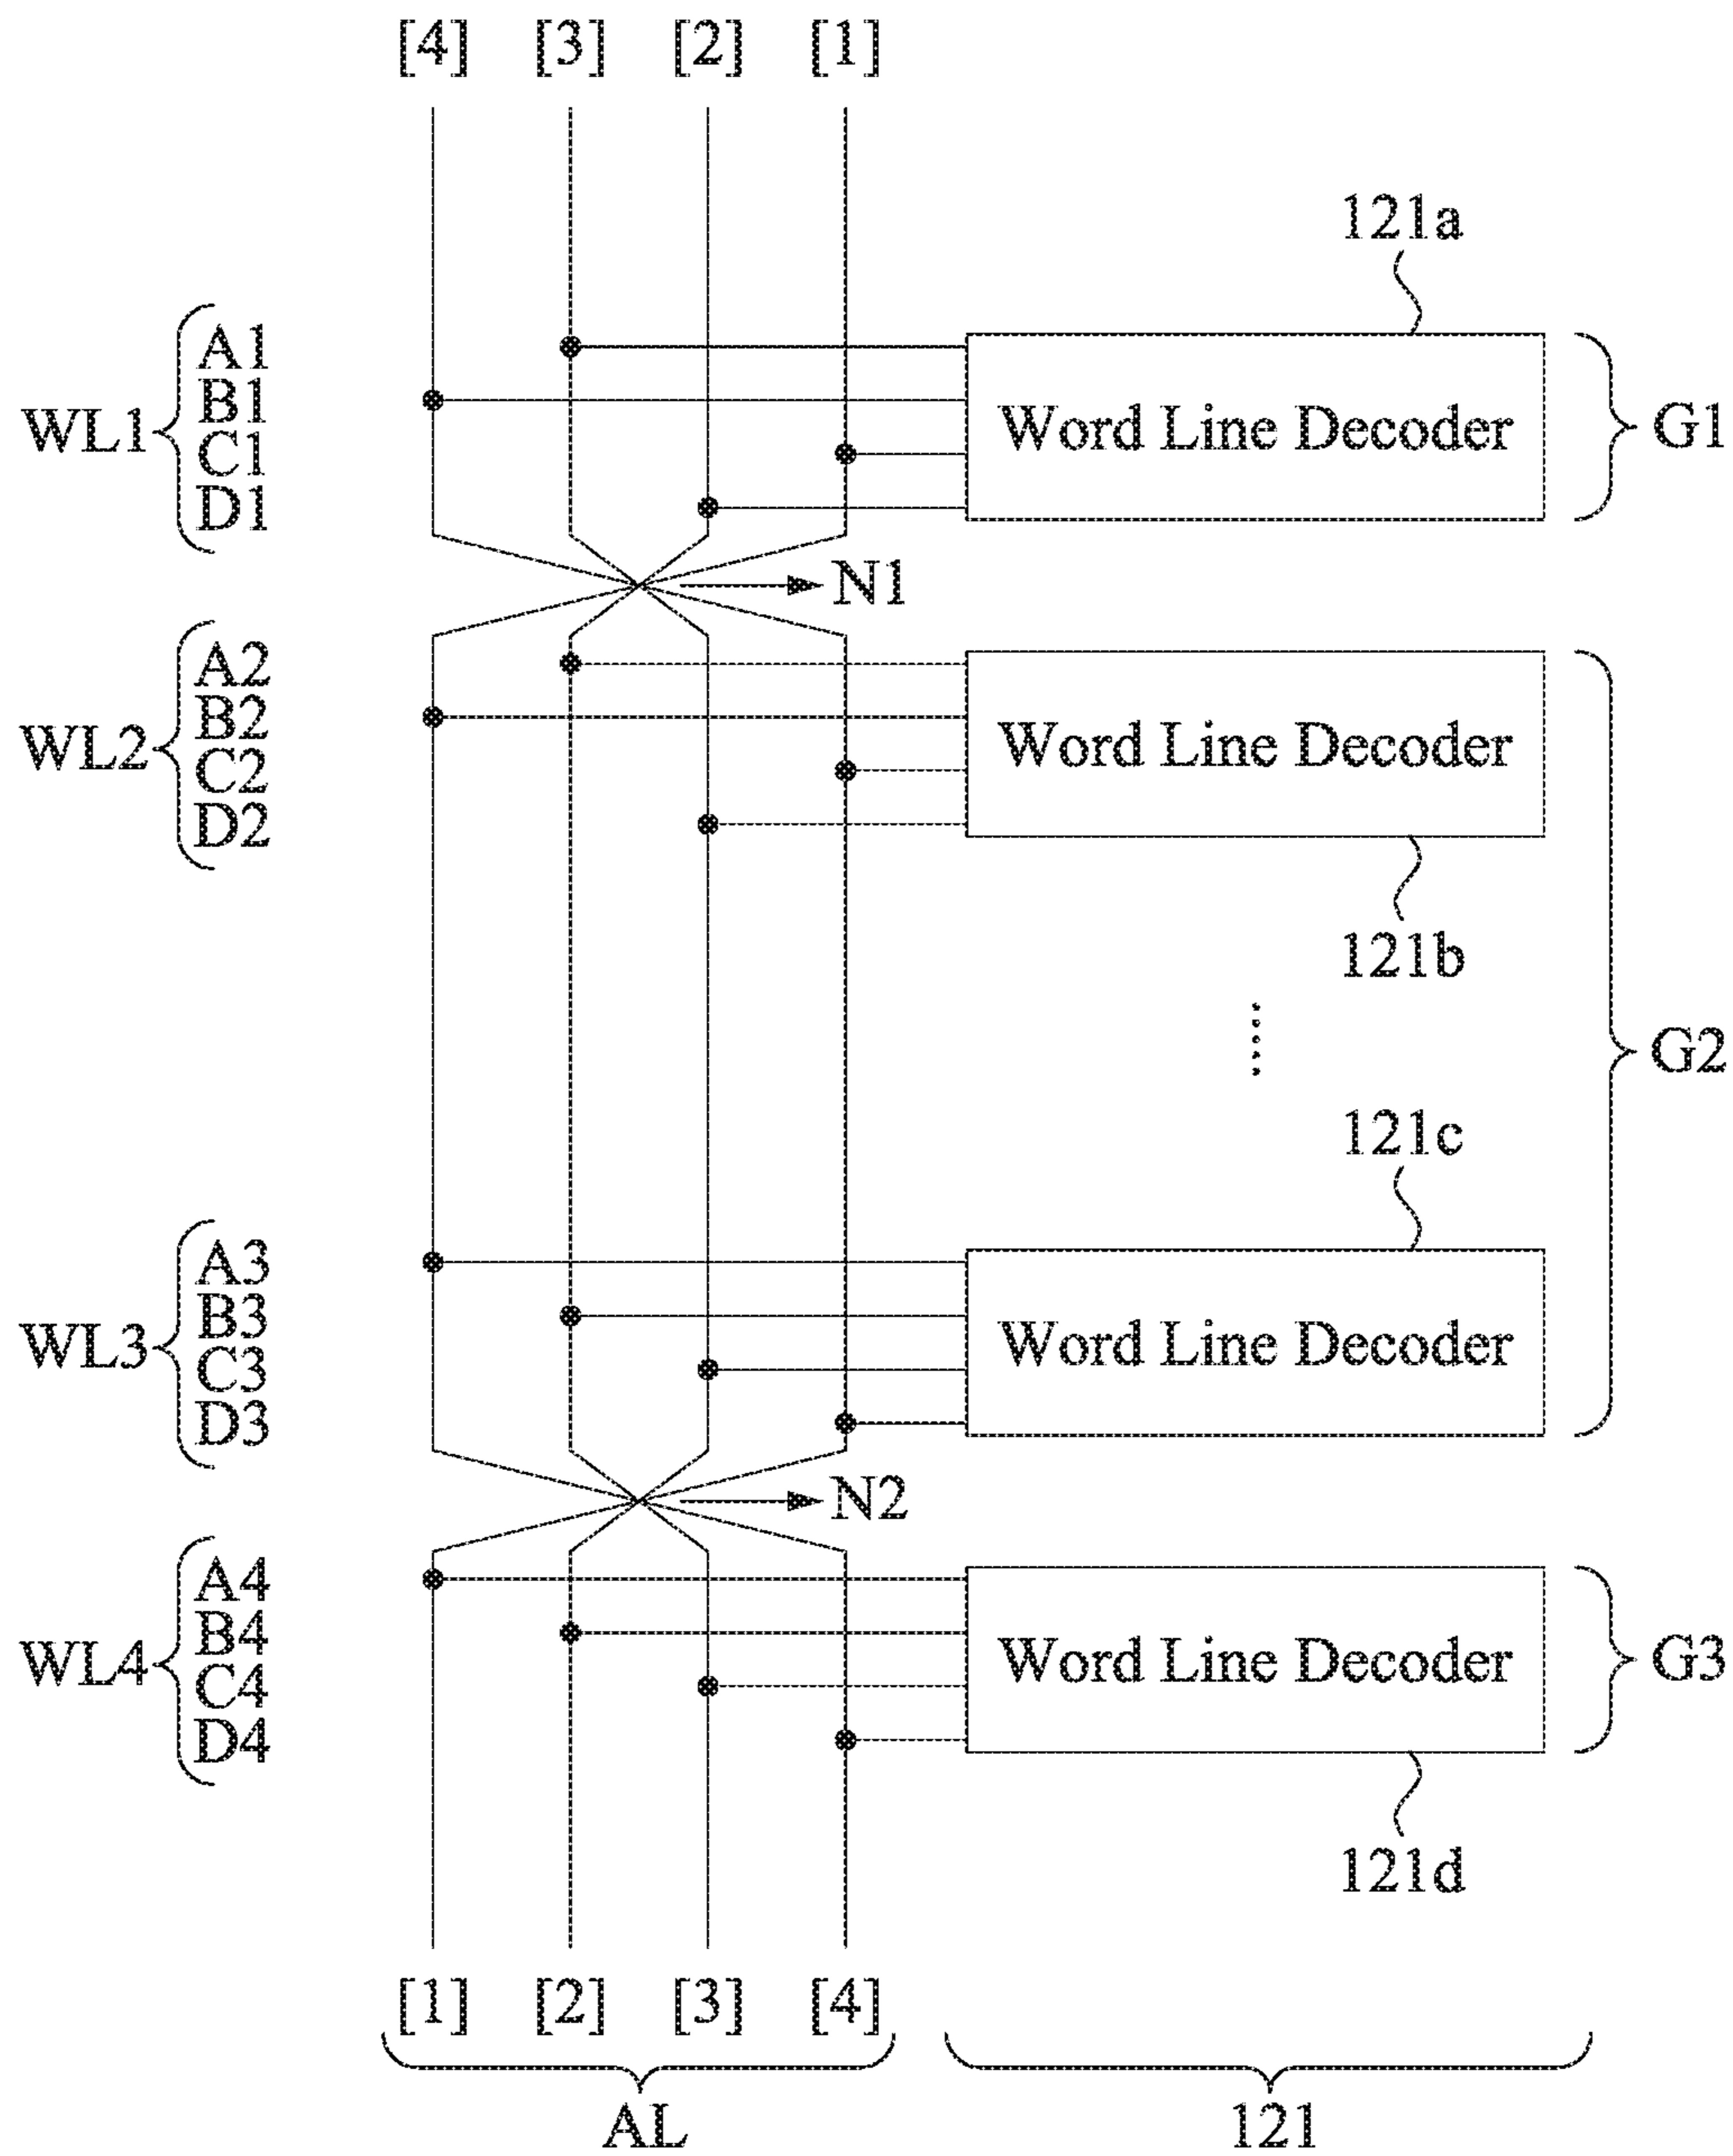 [4] [3] [2] [1]
121a
WL1
A1
B1
C1
D1
Word Line Decoder
G1
N1
WL2
A2
B2
C2
D2
Word Line Decoder
121b
G2
121c
WL3
A3
B3
C3
D3
Word Line Decoder
N2
WL4
A4
B4
C4
D4
Word Line Decoder
G3
121d
[1] [2] [3] [4]
AL
121